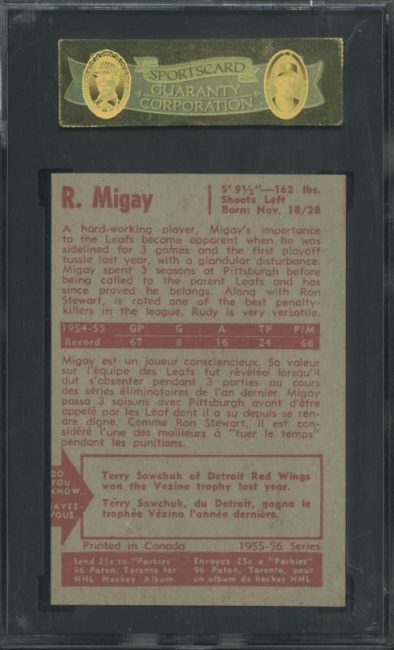 SPORTSCARD
GUARANTY
CORPORATION
R. Migay
5' 9½"—162 lbs.
Shoots Left
Born: Nov. 18/28
A hard-working player, Migay's importance
to the Leafs became apparent when he was
sidelined for 3 games and the first playoff
tussle last year, with a glandular disturbance.
Migay spent 3 seasons at Pittsburgh before
being called to the parent Leafs and has
since proved he belongs. Along with Ron
Stewart, is rated one of the best penalty-
killers in the league, Rudy is very versatile.
1954-55 GP G A TP PIM
Record 67 8 16 24 66
Migay est un joueur consciencieux. Sa valeur
sur l'équipe des Leafs fut révélée lorsqu'il
dut s'absenter pendant 3 parties au cours
des séries éliminatoires de l'an dernier. Migay
passa 3 saisons avec Pittsburgh avant d'être
appelé par les Leaf dont il a su depuis se ren-
dre digne. Comme Ron Stewart, il est con-
sidéré l'une des meilleurs à "tuer le temps"
pendant les punitions.
DO
YOU
KNOW.
SAVEZ-
VOUS.
Terry Sawchuk of Detroit Red Wings
won the Vezina trophy last year.
Terry Sawchuk, du Detroit, gagna le
trophée Vézina l'année dernière.
Printed in Canada 1955-56 Series
Send 25c to "Parkies"
96 Paton, Toronto for
NHL Hockey Album
Envoyez 25c a "Parkies"
96 Paton, Toronto, pour
un album de hockey NHL